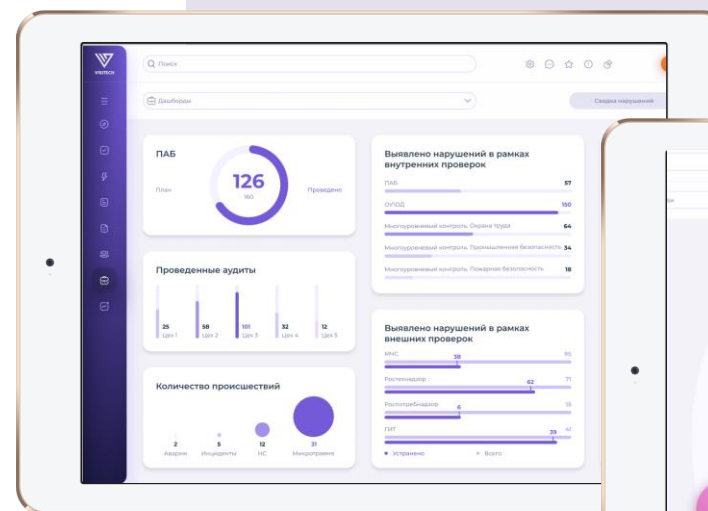 VISITECH
Поиск
Дашборды
Сводка нарушений
ПАБ
План
126
160
Проведено
Выявлено нарушений в рамках
внутренних проверок
ПАБ 57
150
Многоуровневый контроль. Охрана труда 64
Многоуровневый контроль. Промышленная безопасность 34
Многоуровневый контроль. Пожарная безопасность 18
Проведенные аудиты
25 58 101 32 12
Цех 1 Цех 2 Цех 3 Цех 4 Цех 5
Выявлено нарушений в рамках
внешних проверок
МЧС 38 95
Ростехнадзор 62 71
Роспотребнадзор 6
ГИТ 39 41
Устранено Всего
Количество происшествий
2 5 12 31
Аварии Инциденты НС Микротравмы